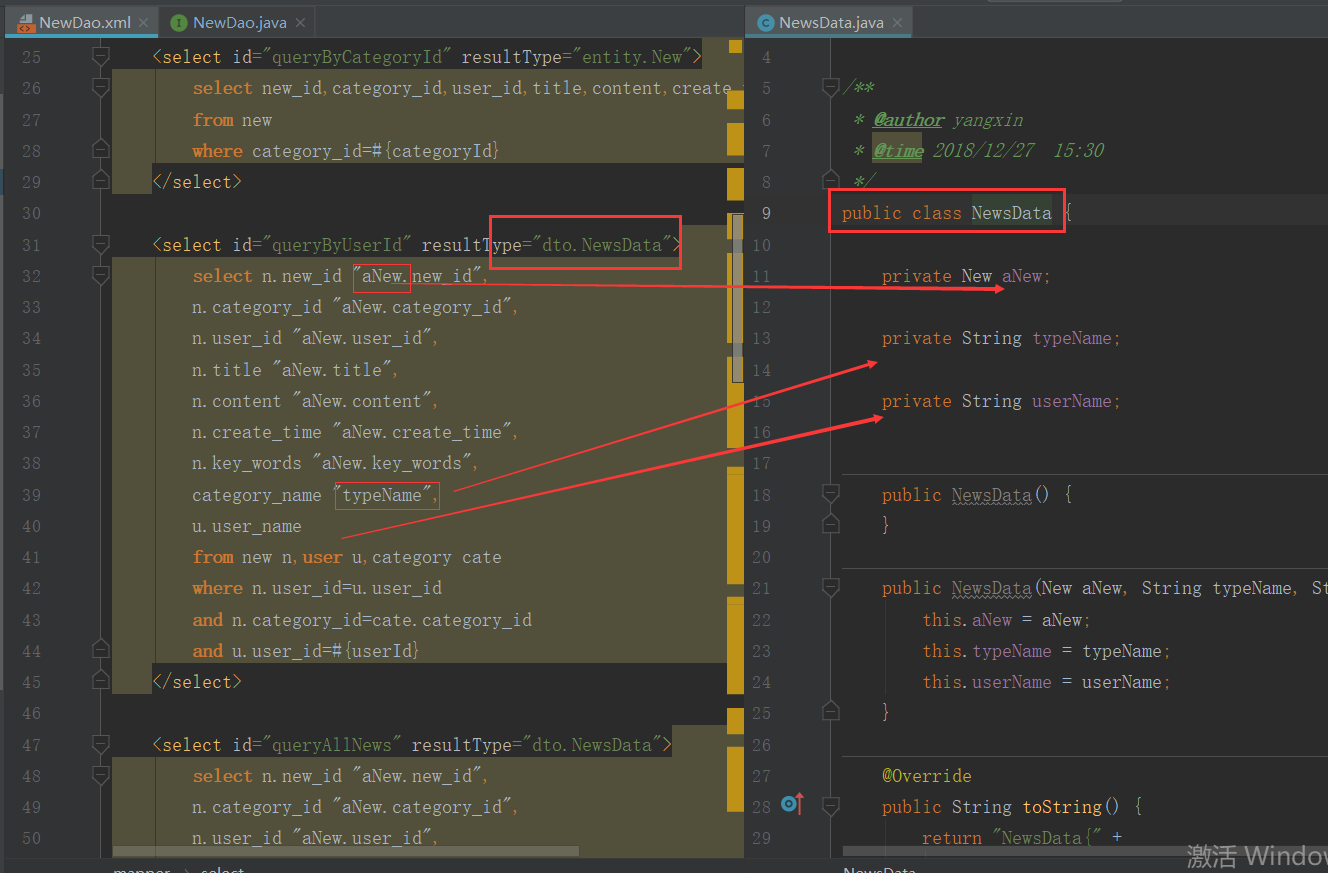 NewDao.xml
NewDao.java
25 <select id="queryByCategoryId" resultType="entity.New">
26 select new_id,category_id,user_id,title,content,create
27 from new
28 where category_id=#{categoryId}
29 </select>
30
31 <select id="queryByUserId" resultType="dto.NewsData">
32 select n.new_id "aNew.new_id",
33 n.category_id "aNew.category_id",
34 n.user_id "aNew.user_id",
35 n.title "aNew.title",
36 n.content "aNew.content",
37 n.create_time "aNew.create_time",
38 n.key_words "aNew.key_words",
39 category_name "typeName",
40 u.user_name
41 from new n,user u,category cate
42 where n.user_id=u.user_id
43 and n.category_id=cate.category_id
44 and u.user_id=#{userId}
45 </select>
46
47 <select id="queryAllNews" resultType="dto.NewsData">
48 select n.new_id "aNew.new_id",
49 n.category_id "aNew.category_id",
50 n.user_id "aNew.user_id",
mapper > select
NewsData.java
4
5 /**
6 * @author yangxin
7 * @time 2018/12/27 15:30
8 */
9 public class NewsData {
10
11 private New aNew;
12
13 private String typeName;
14
15 private String userName;
16
17
18 public NewsData() {
19 }
20
21 public NewsData(New aNew, String typeName, St
22 this.aNew = aNew;
23 this.typeName = typeName;
24 this.userName = userName;
25 }
26
27 @Override
28 public String toString() {
29 return "NewsData{" +
激活 Window
NewsData